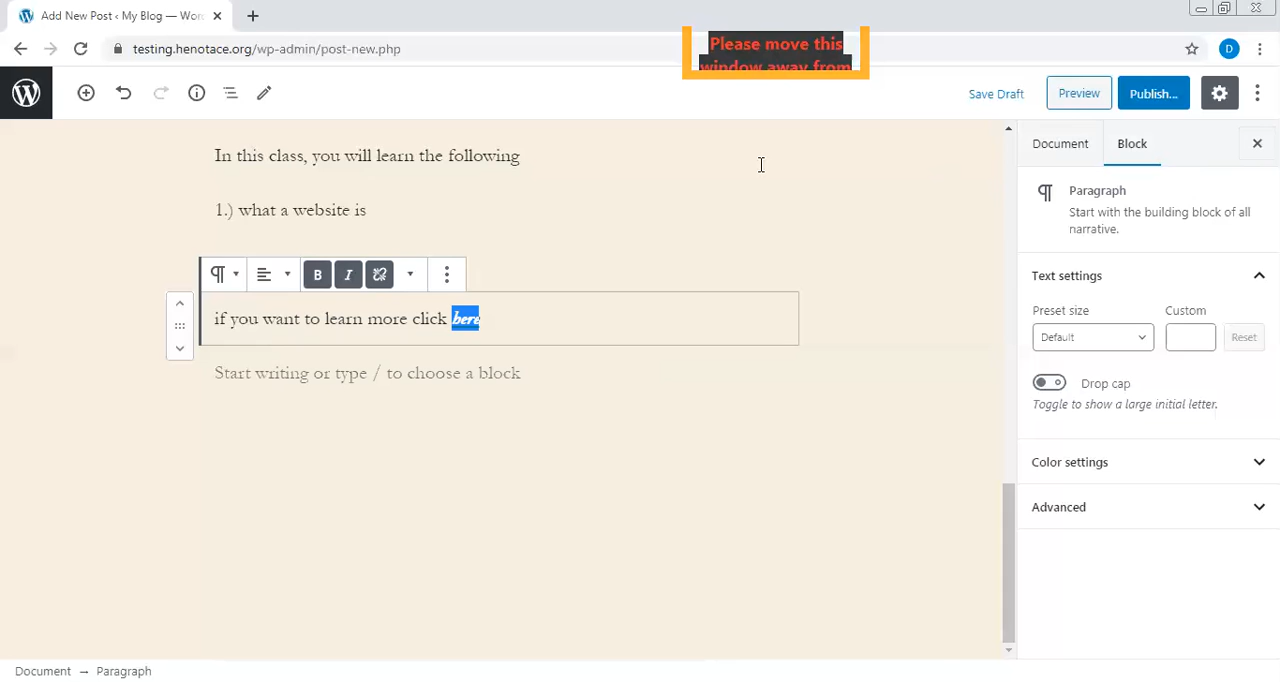 Add New Post ‹ My Blog — Wor
testing.henotace.org/wp-admin/post-new.php
Please move this
window away from
D
Save Draft
Preview
Publish...
In this class, you will learn the following
1.) what a website is
B
I
if you want to learn more click here
Start writing or type / to choose a block
Document
Block
Paragraph
Start with the building block of all
narrative.
Text settings
Preset size
Custom
Default
Reset
Drop cap
Toggle to show a large initial letter.
Color settings
Advanced
Document → Paragraph